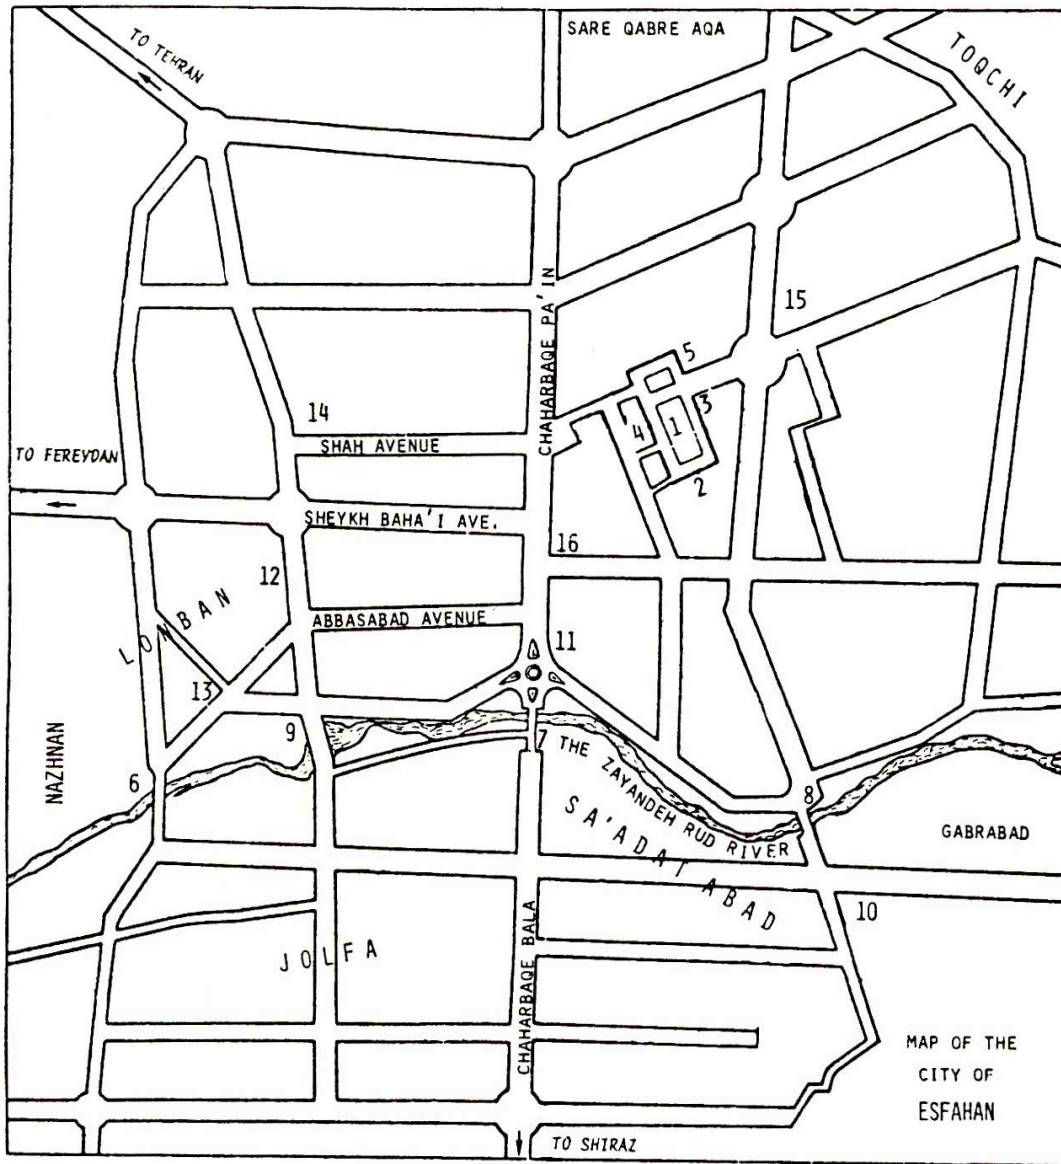 SARE QABRE AQA
TO TEHRAN
TOQCHI
CHAHARBAQE PA'IN
15
5
3
14
4
1
SHAH AVENUE
TO FEREYDAN
2
SHEYKH BAHA'I AVE.
16
12
LONBAN
ABBASABAD AVENUE
11
13
9
7
THE ZAYANDEH RUD RIVER
NAZHNAN
6
8
SA'ADAT ABAD
GABRABAD
10
JOLFA
CHAHARBAQE BALA
MAP OF THE
CITY OF
ESFAHAN
TO SHIRAZ